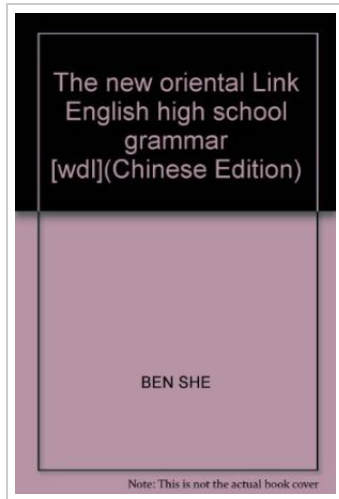 The new oriental Link
English high school
grammar
[wdl](Chinese Edition)
BEN SHE
Note: This is not the actual book cover